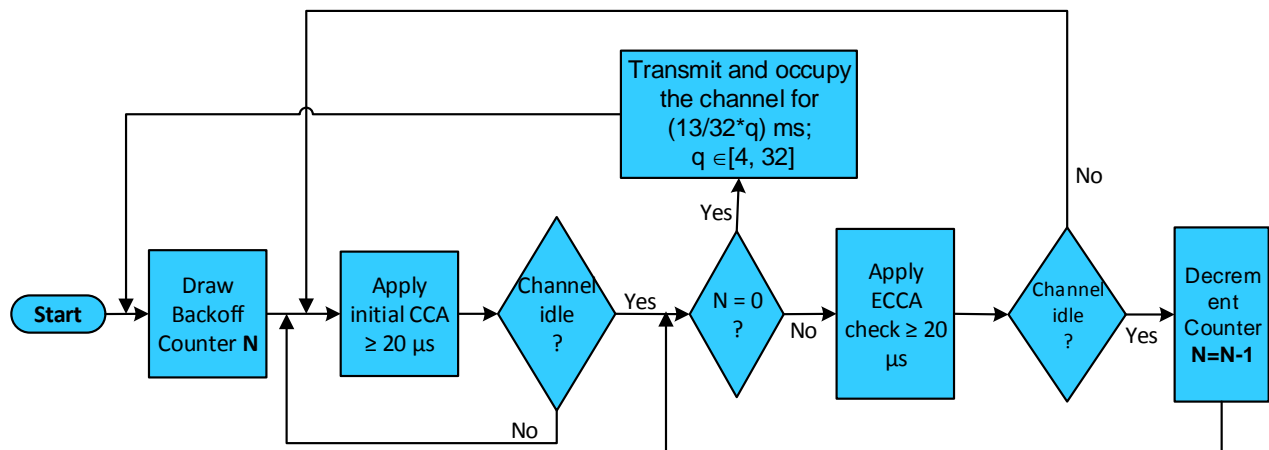 Start
Draw
Backoff
Counter N
Apply
initial CCA
≥ 20 µs
Channel
idle
?
Yes
No
N = 0
?
Yes
No
Transmit and occupy
the channel for
(13/32*q) ms;
q ∈[4, 32]
Apply
ECCA
check ≥ 20
µs
Channel
idle
?
No
Yes
Decrem
ent
Counter
N=N-1